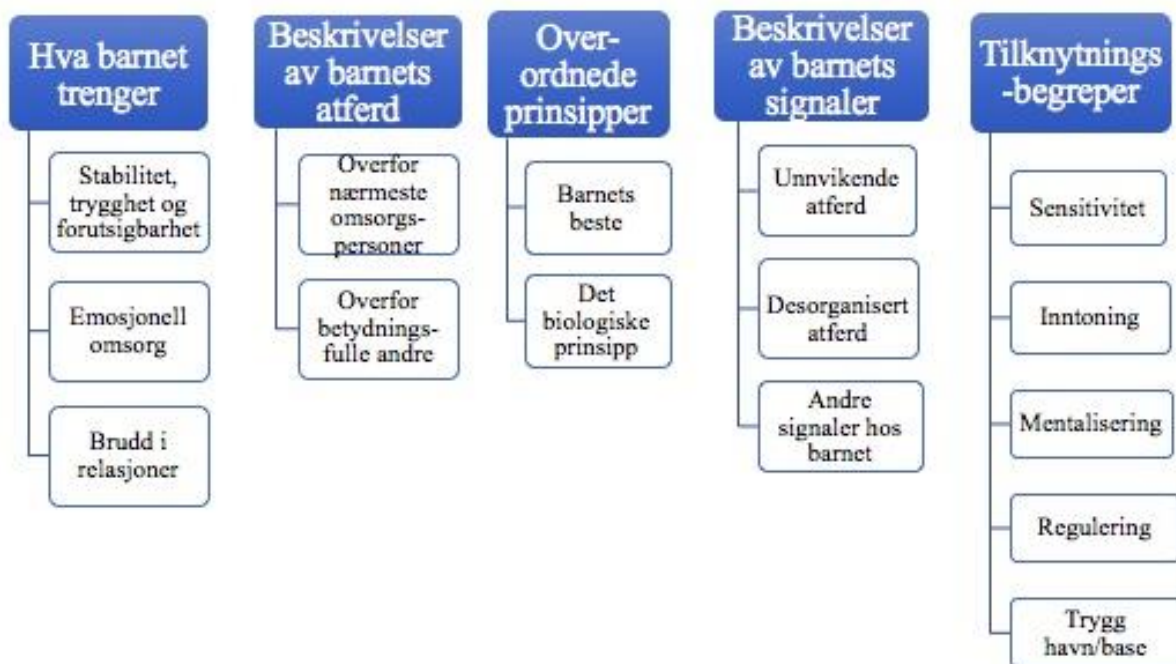 Hva barnet
trenger
Stabilitet,
trygghet og
forutsigbarhet
Emosjonell
omsorg
Brudd i
relasjoner
Beskrivelser
av barnets
atferd
Overfor
nærmeste
omsorgs-
personer
Overfor
betydnings-
fulle andre
Over-
ordnede
prinsipper
Barnets
beste
Det
biologiske
prinsipp
Beskrivelser
av barnets
signaler
Unnvikende
atferd
Desorganisert
atferd
Andre
signaler hos
barnet
Tilknytnings
-begreper
Sensitivitet
Inntoning
Mentalisering
Regulering
Trygg
havn/base